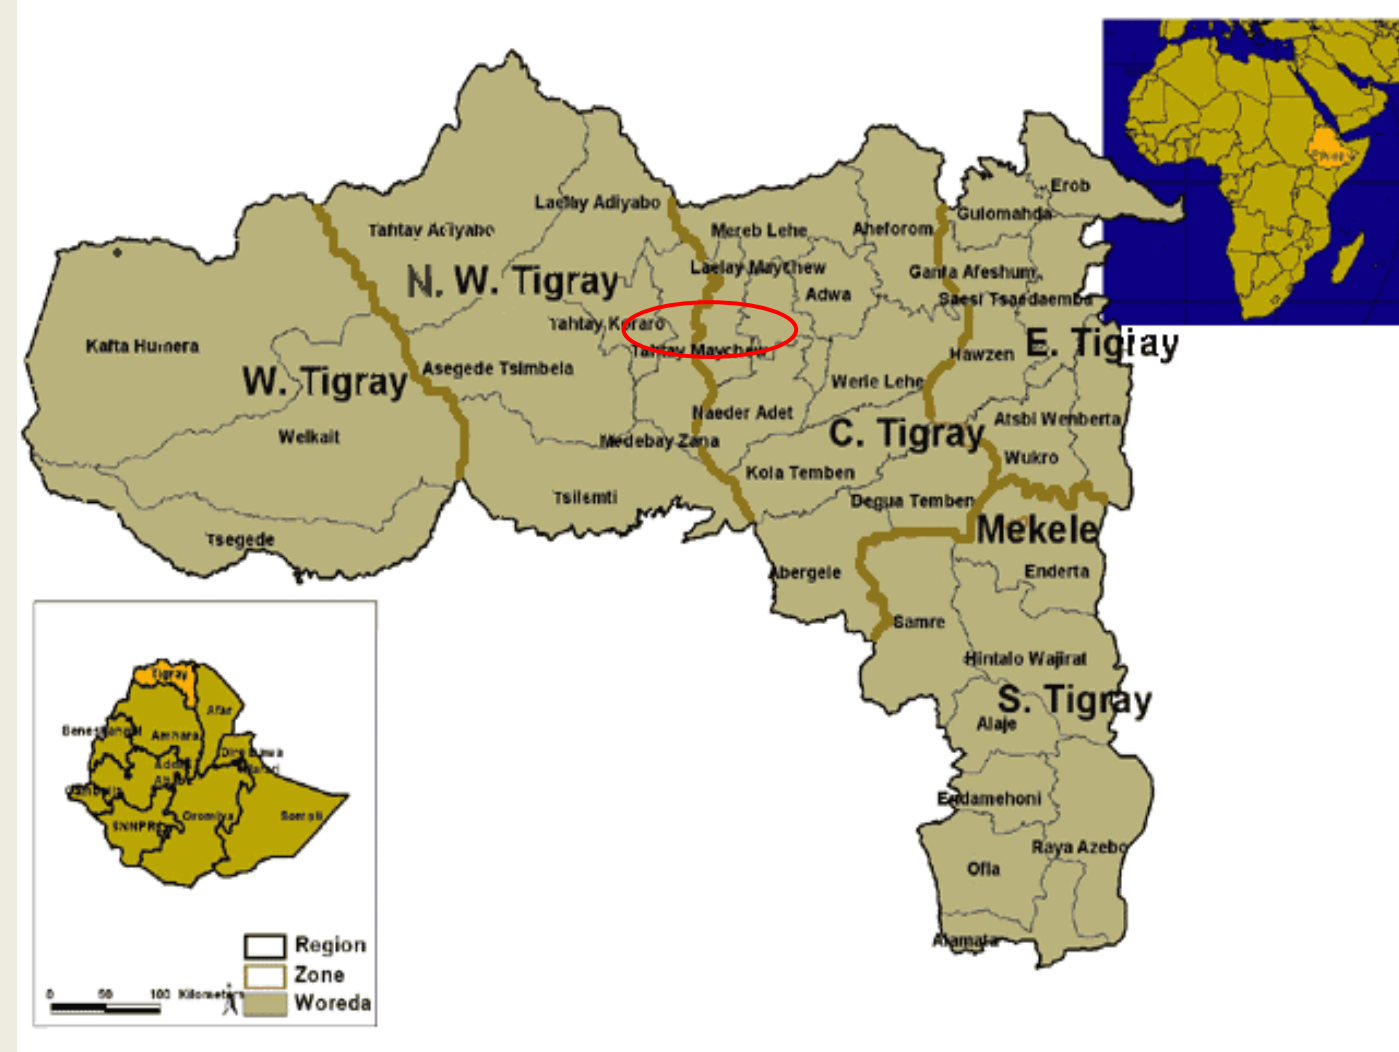 Erob
Laelay Adiyabo
Gulomahda
Tahtay Adiyabo
Mereb Lehe
Aheforom
Laelay Maychew
Ganta Afeshum
N. W. Tigray
Adwa
Saesi Tsaedaemba
Tahtay Koraro
Kafta Humera
Tahtay Maychew
Hawzen
E. Tigray
Asegede Tsimbela
W. Tigray
Werie Lehe
Naeder Adet
Atsbi Wenberta
Welkait
Medebay Zana
C. Tigray
Wukro
Kola Temben
Tsilemti
Degua Temben
Mekele
Tsegede
Abergele
Enderta
Samre
Hintalo Wajirat
S. Tigray
Alaje
Endamehoni
Raya Azebo
Ofla
Alamata
Tigray
Afar
Amhara
SNNPR
Oromiya
Somali
Region
Zone
Woreda
0 50 100 Kilometers